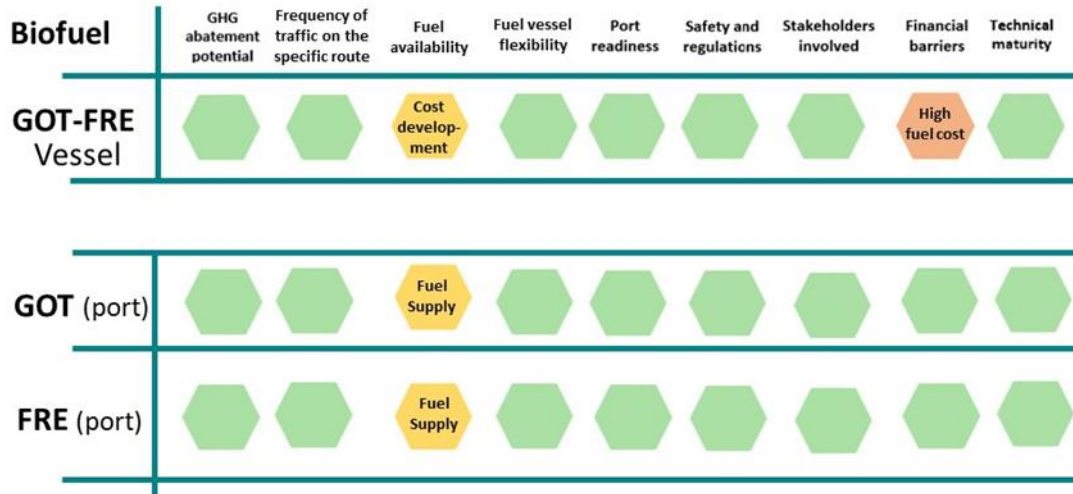 Biofuel
GHG
abatement
potential
Frequency of
traffic on the
specific route
Fuel
availability
Fuel vessel
flexibility
Port
readiness
Safety and
regulations
Stakeholders
involved
Financial
barriers
Technical
maturity
GOT-FRE
Vessel
Cost
develop-
ment
High
fuel cost
GOT (port)
Fuel
Supply
FRE (port)
Fuel
Supply